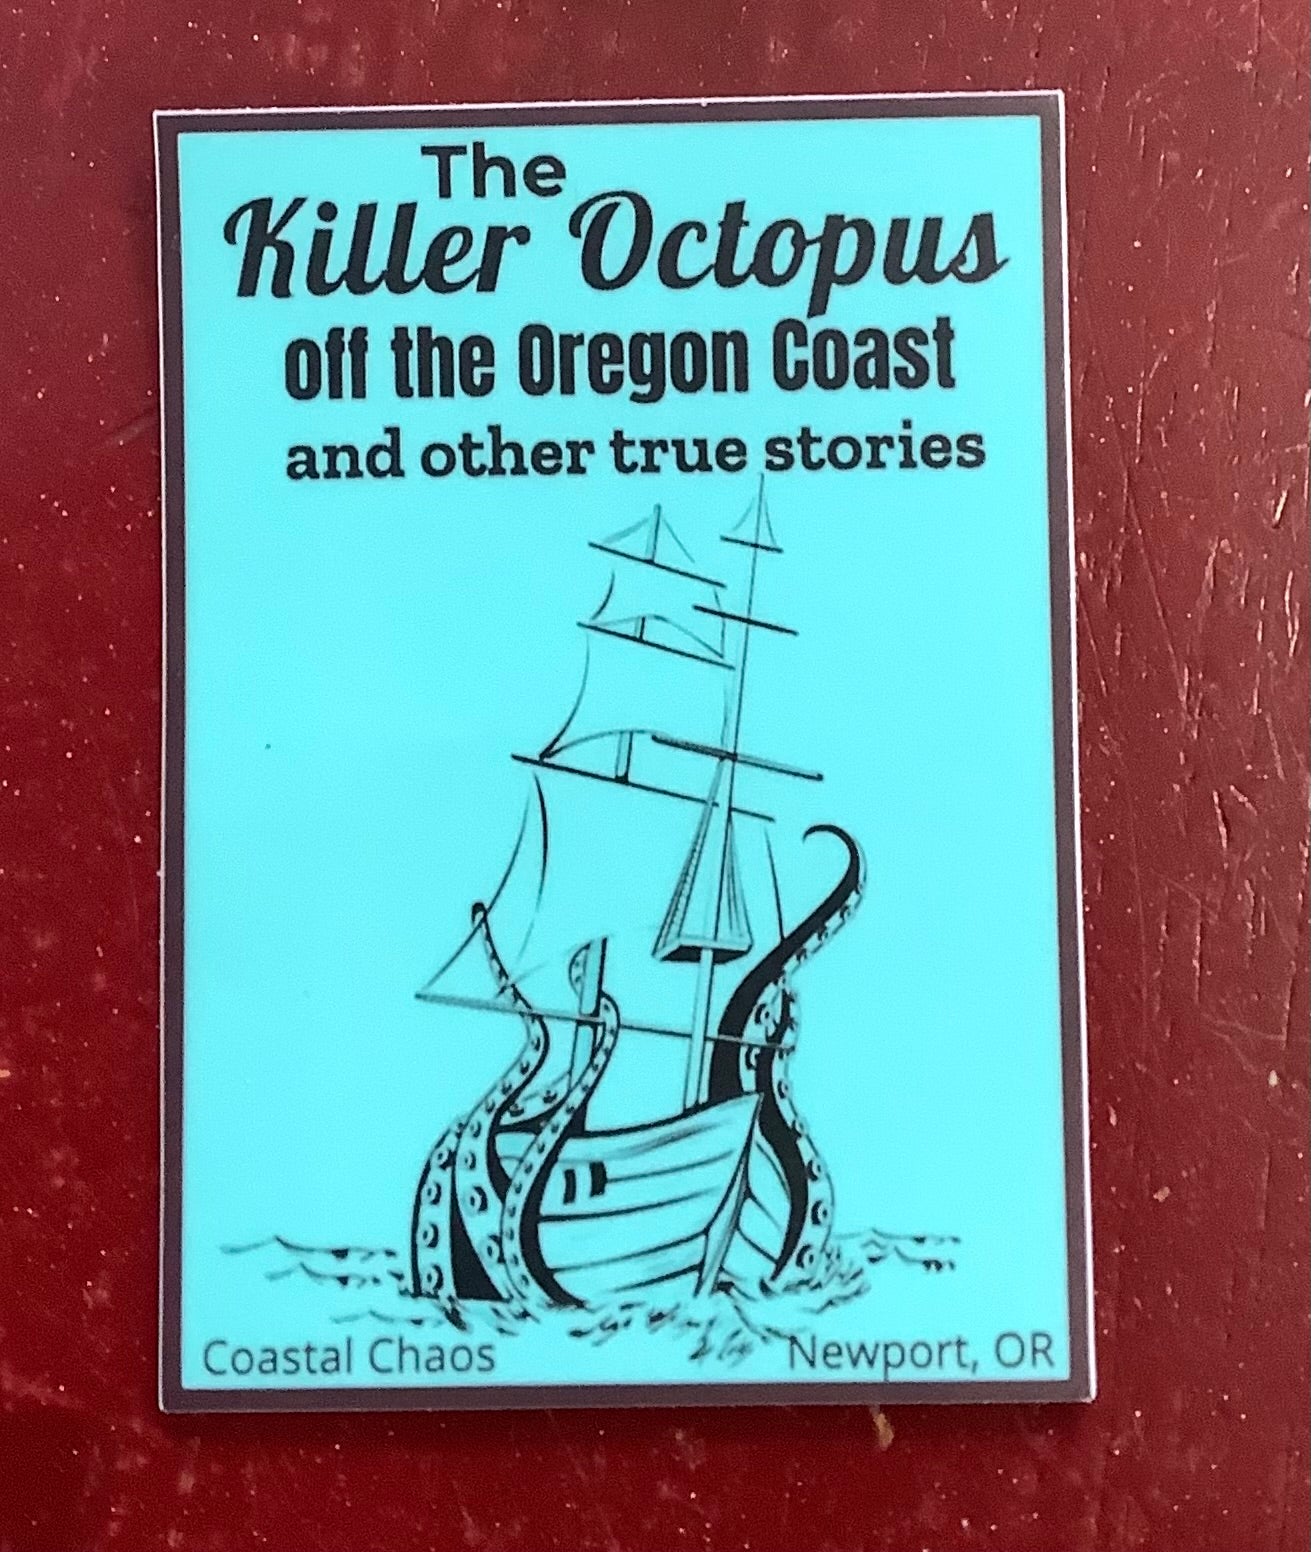 The
Killer Octopus
off the Oregon Coast
and other true stories
Coastal Chaos
Newport, OR